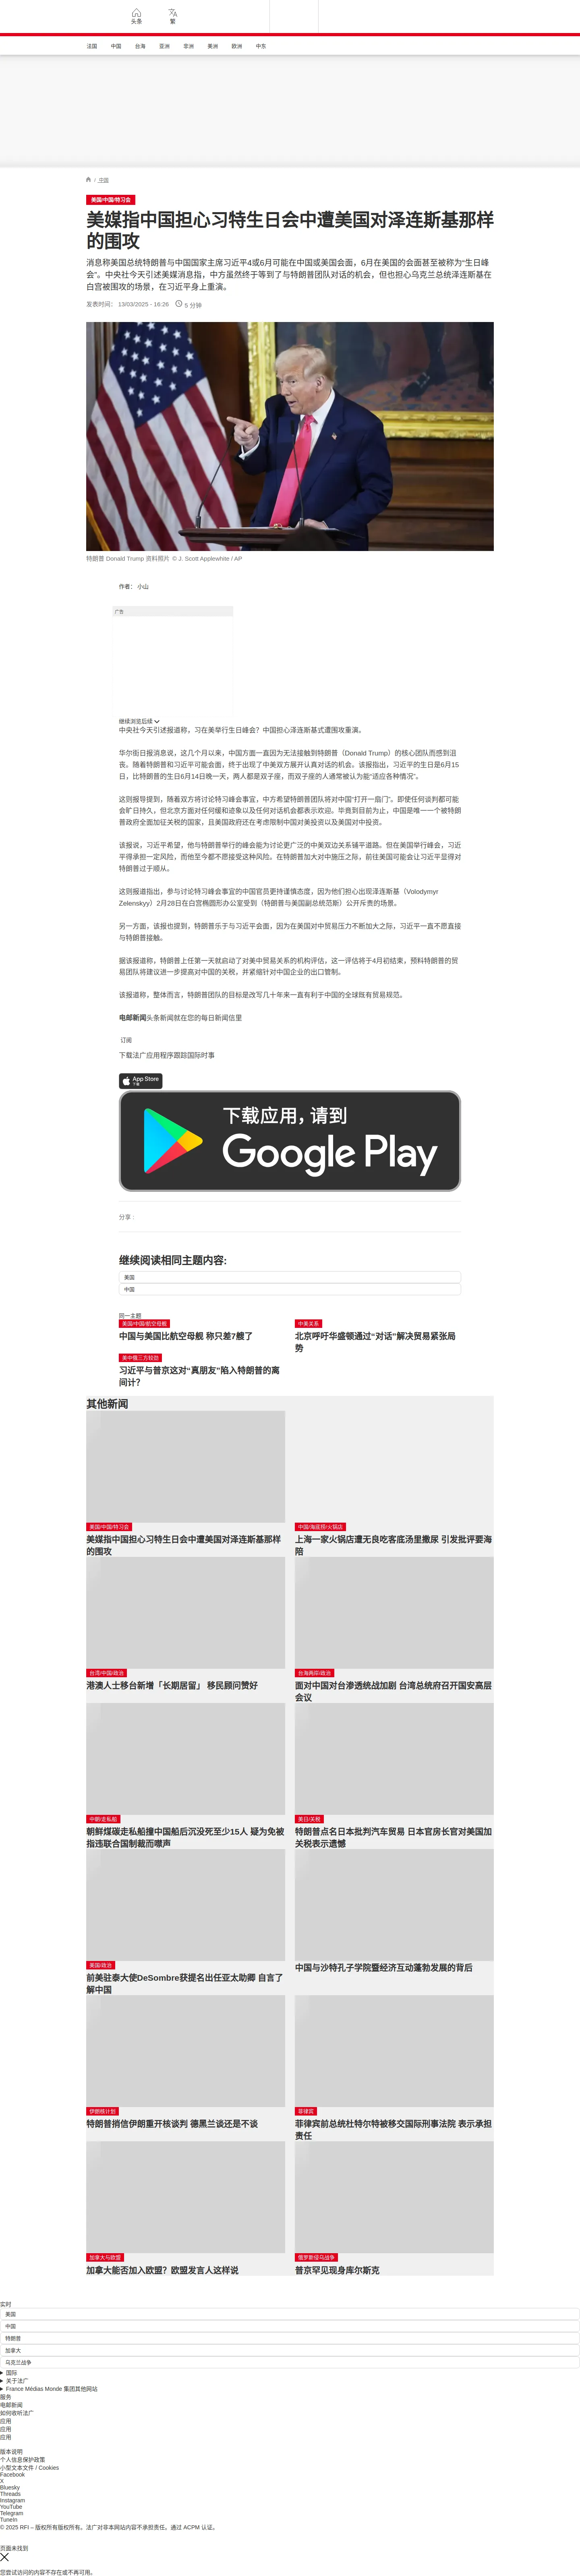 头条
繁
法国
中国
台海
亚洲
非洲
美洲
欧洲
中东
/ 中国
美国/中国/特习会
美媒指中国担心习特生日会中遭美国对泽连斯基那样
的围攻
消息称美国总统特朗普与中国国家主席习近平4或6月可能在中国或美国会面，6月在美国的会面甚至被称为“生日峰
会”。中央社今天引述美媒消息指，中方虽然终于等到了与特朗普团队对话的机会，但也担心乌克兰总统泽连斯基在
白宫被围攻的场景，在习近平身上重演。
发表时间： 13/03/2025 - 16:26
5 分钟
特朗普 Donald Trump 资料照片 © J. Scott Applewhite / AP
作者： 小山
广告
继续浏览后续
中央社今天引述报道称，习在美举行生日峰会？中国担心泽连斯基式遭围攻重演。
华尔街日报消息说，这几个月以来，中国方面一直因为无法接触到特朗普（Donald Trump）的核心团队而感到沮
丧。随着特朗普和习近平可能会面，终于出现了中美双方展开认真对话的机会。该报指出，习近平的生日是6月15
日，比特朗普的生日6月14日晚一天，两人都是双子座，而双子座的人通常被认为能“适应各种情况”。
这则报导提到，随着双方将讨论特习峰会事宜，中方希望特朗普团队将对中国“打开一扇门”。即使任何谈判都可能
会旷日持久，但北京方面对任何缓和迹象以及任何对话机会都表示欢迎。毕竟到目前为止，中国是唯一一个被特朗
普政府全面加征关税的国家，且美国政府还在考虑限制中国对美投资以及美国对中投资。
该报说，习近平希望，他与特朗普举行的峰会能为讨论更广泛的中美双边关系铺平道路。但在美国举行峰会，习近
平得承担一定风险，而他至今都不愿接受这种风险。在特朗普加大对中施压之际，前往美国可能会让习近平显得对
特朗普过于顺从。
这则报道指出，参与讨论特习峰会事宜的中国官员更持谨慎态度，因为他们担心出现泽连斯基（Volodymyr
Zelenskyy）2月28日在白宫椭圆形办公室受到（特朗普与美国副总统范斯）公开斥责的场景。
另一方面，该报也提到，特朗普乐于与习近平会面，因为在美国对中贸易压力不断加大之际，习近平一直不愿直接
与特朗普接触。
据该报道称，特朗普上任第一天就启动了对美中贸易关系的机构评估，这一评估将于4月初结束，预料特朗普的贸
易团队将建议进一步提高对中国的关税，并紧缩针对中国企业的出口管制。
该报道称，整体而言，特朗普团队的目标是改写几十年来一直有利于中国的全球既有贸易规范。
电邮新闻头条新闻就在您的每日新闻信里
订阅
下载法广应用程序跟踪国际时事
App Store
下载
下载应用，请到
Google Play
分享 :
继续阅读相同主题内容:
美国
中国
同一主题
美国/中国/航空母舰
中国与美国比航空母舰 称只差7艘了
中美关系
北京呼吁华盛顿通过“对话”解决贸易紧张局
势
美中俄三方较劲
习近平与普京这对“真朋友”陷入特朗普的离
间计？
其他新闻
美国/中国/特习会
美媒指中国担心习特生日会中遭美国对泽连斯基那样
的围攻
中国/海底捞/火锅店
上海一家火锅店遭无良吃客底汤里撒尿 引发批评要海
陪
台湾/中国/政治
港澳人士移台新增「长期居留」 移民顾问赞好
台海两岸/政治
面对中国对台渗透统战加剧 台湾总统府召开国安高层
会议
中朝/走私船
朝鲜煤碳走私船撞中国船后沉没死至少15人 疑为免被
指违联合国制裁而噤声
美日/关税
特朗普点名日本批判汽车贸易 日本官房长官对美国加
关税表示遗憾
美国/政治
前美驻泰大使DeSombre获提名出任亚太助卿 自言了
解中国
中国与沙特孔子学院暨经济互动蓬勃发展的背后
伊朗核计划
特朗普捎信伊朗重开核谈判 德黑兰谈还是不谈
菲律宾
菲律宾前总统杜特尔特被移交国际刑事法院 表示承担
责任
加拿大与欧盟
加拿大能否加入欧盟？欧盟发言人这样说
俄罗斯侵乌战争
普京罕见现身库尔斯克
实时
美国
中国
特朗普
加拿大
乌克兰战争
国际
关于法广
France Médias Monde 集团其他网站
服务
电邮新闻
如何收听法广
应用
应用
应用
版本说明
个人信息保护政策
小型文本文件 / Cookies
Facebook
X
Bluesky
Threads
Instagram
YouTube
Telegram
TuneIn
© 2025 RFI – 版权所有版权所有。法广对非本网站内容不承担责任。通过 ACPM 认证。
页面未找到
您尝试访问的内容不存在或不再可用。